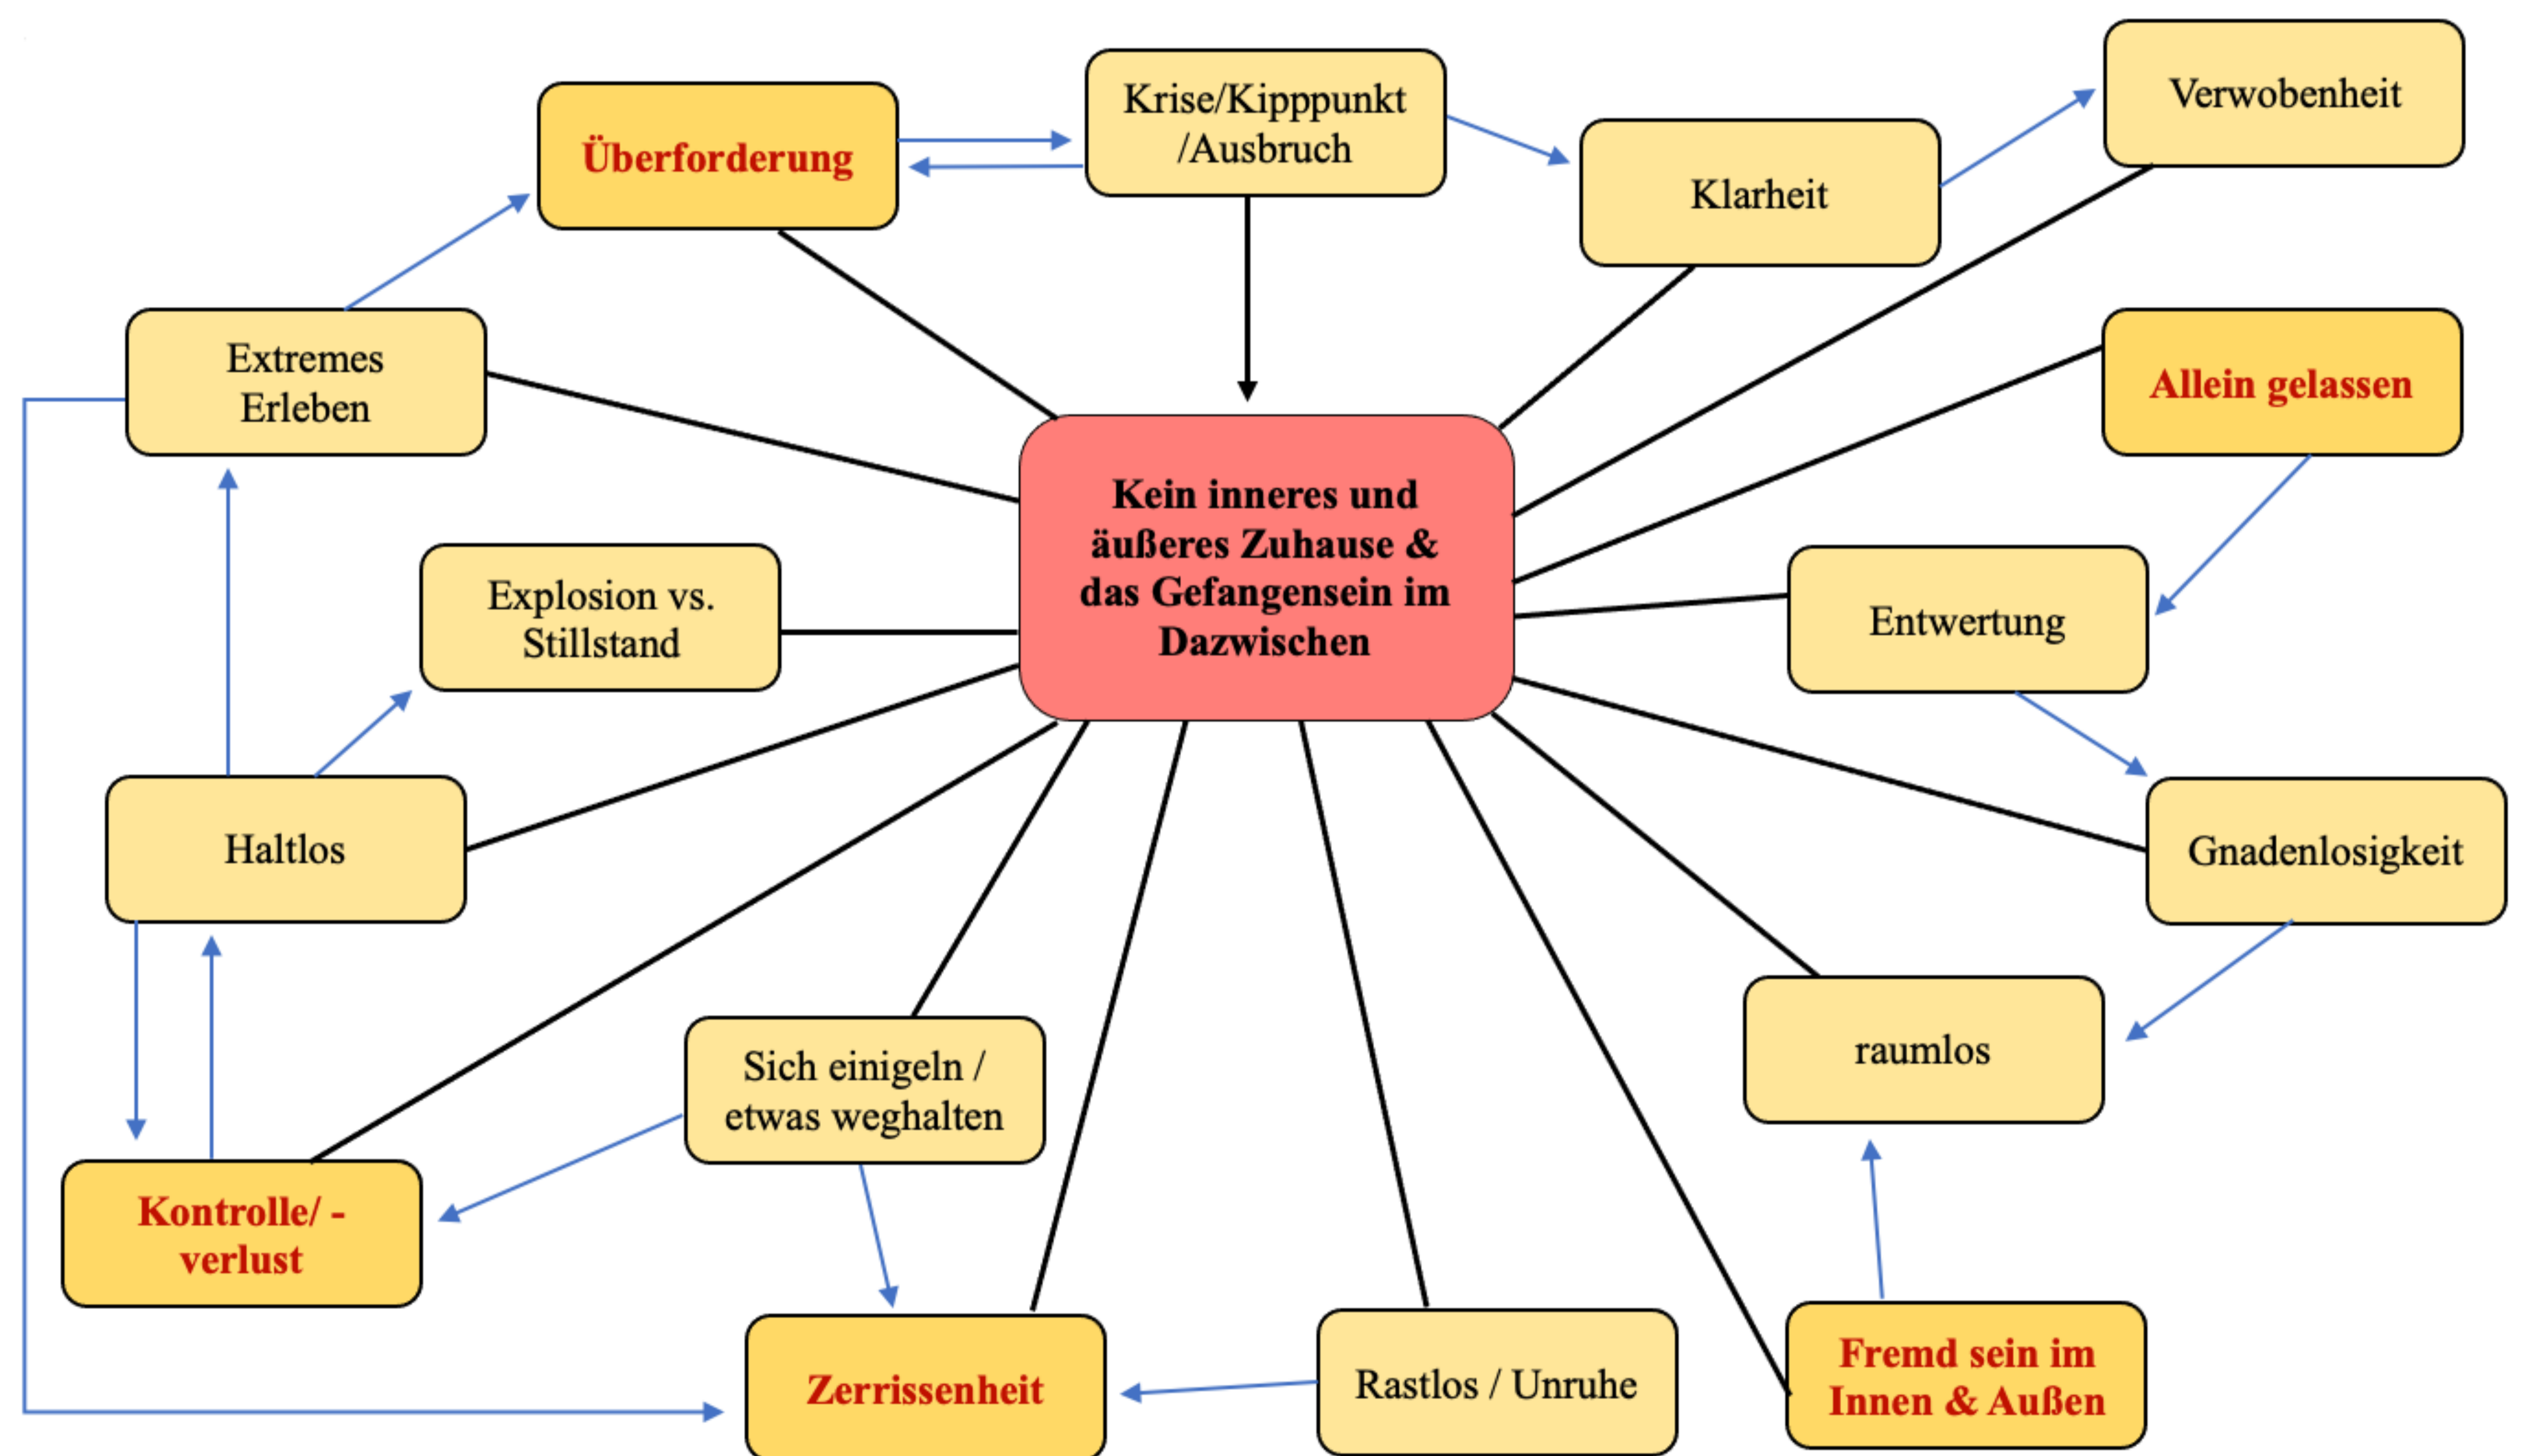 Überforderung
Krise/Kipppunkt
/Ausbruch
Klarheit
Verwobenheit
Extremes
Erleben
Allein gelassen
Kein inneres und
äußeres Zuhause &
das Gefangensein im
Dazwischen
Explosion vs.
Stillstand
Entwertung
Haltlos
Gnadenlosigkeit
raumlos
Sich einigeln /
etwas weghalten
Kontrolle/ -
verlust
Zerrissenheit
Rastlos / Unruhe
Fremd sein im
Innen & Außen